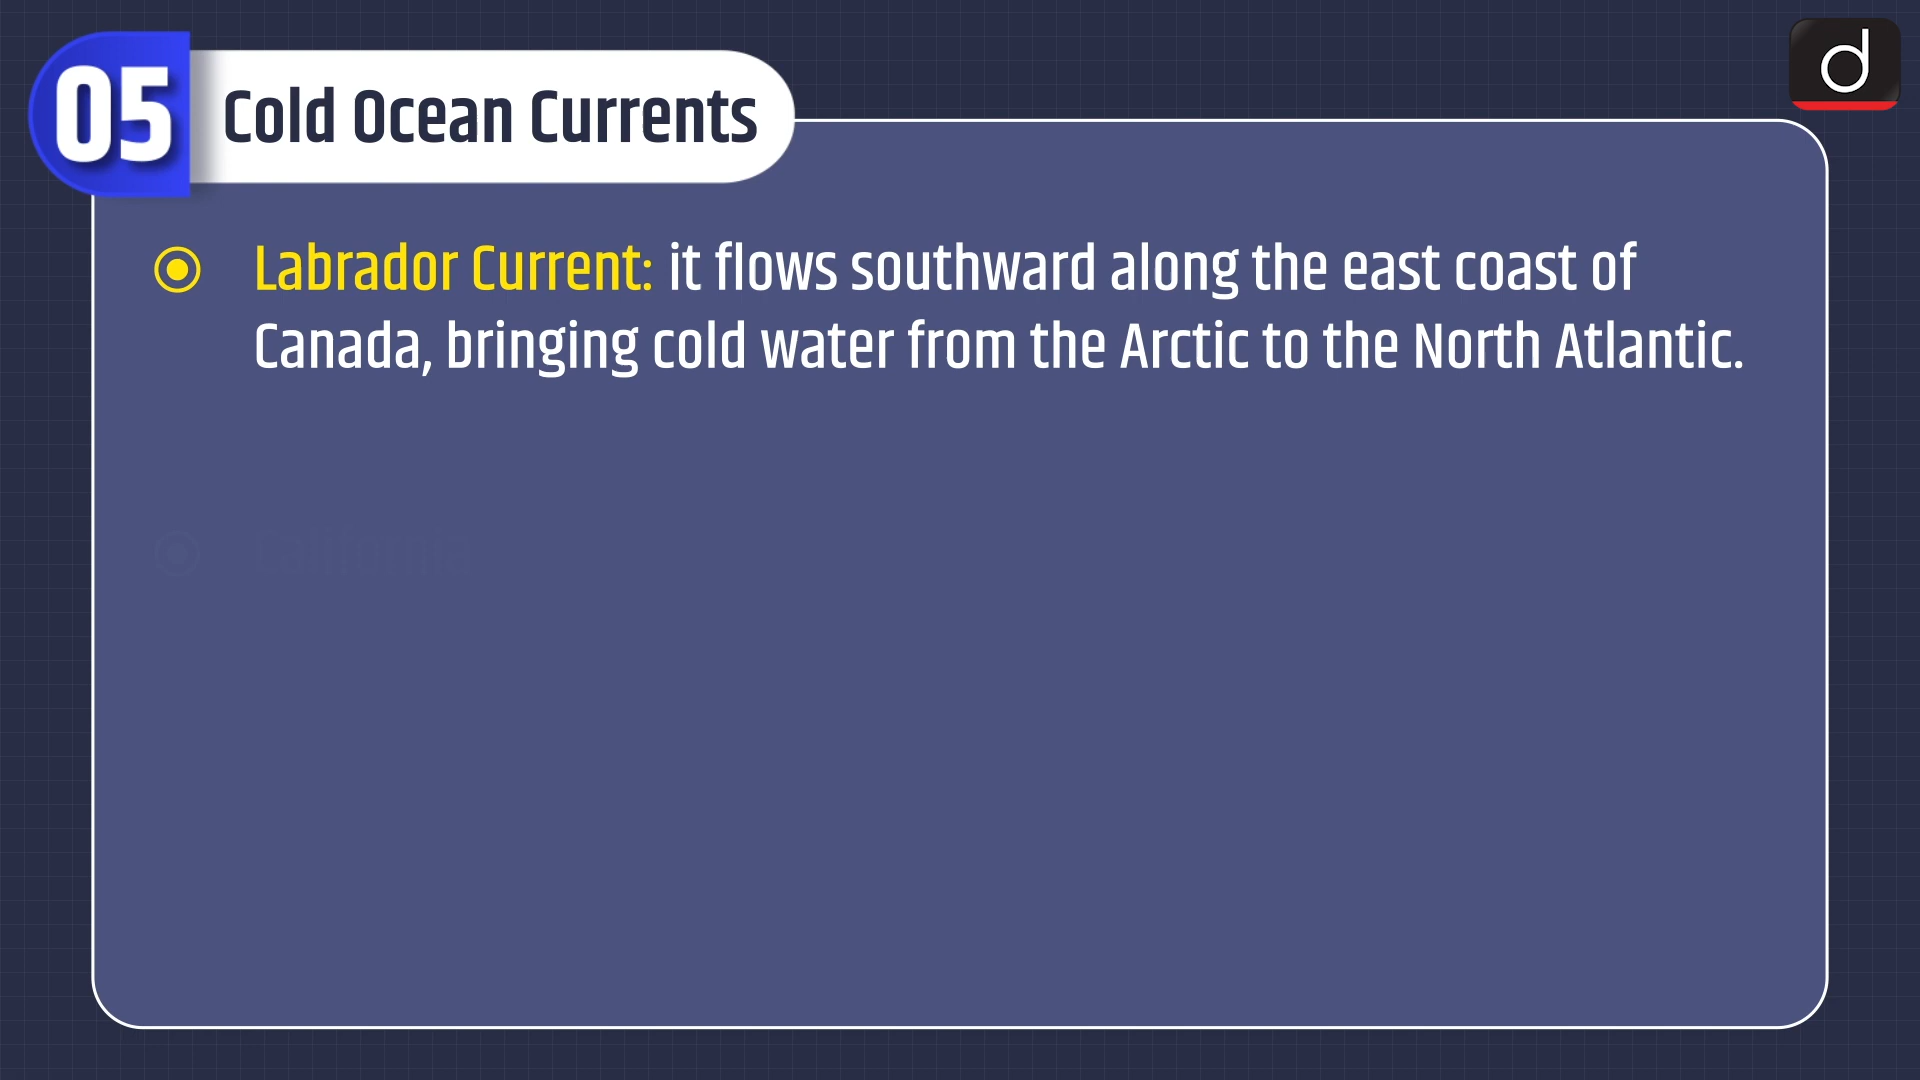 05
Cold Ocean Currents
d
Labrador Current: it flows southward along the east coast of
Canada, bringing cold water from the Arctic to the North Atlantic.
California